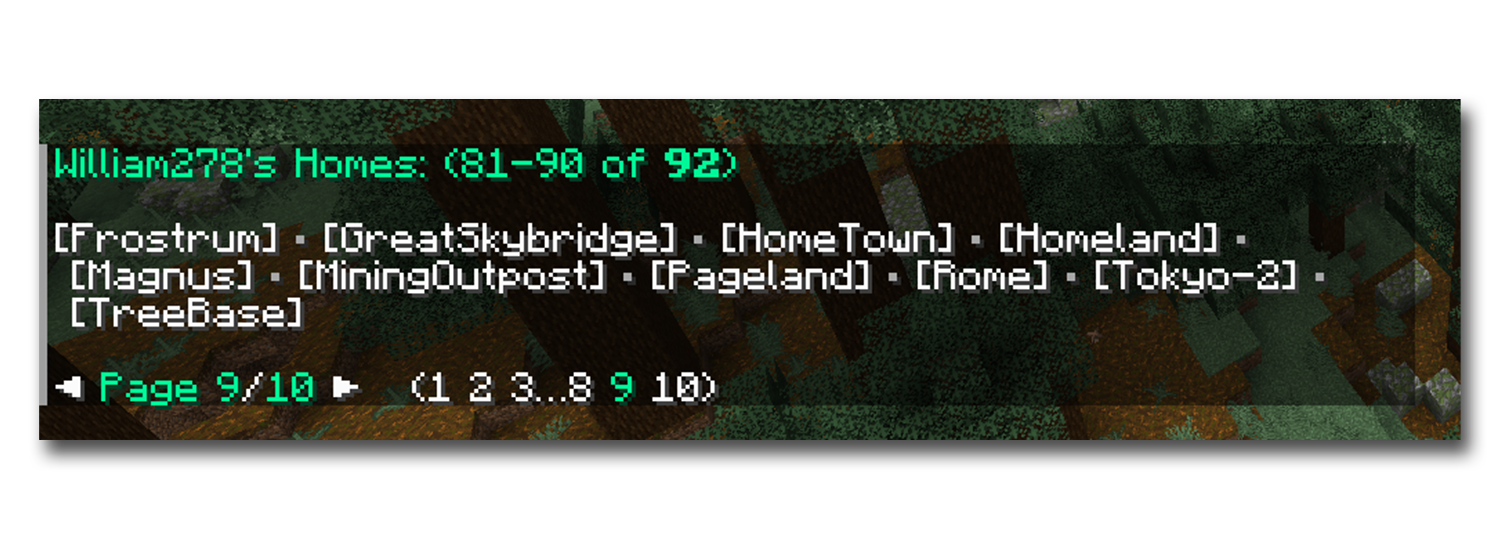 William278's Homes: (81-90 of 92)
[Frostrum] ▪ [GreatSkybridge] ▪ [HomeTown] ▪ [Homeland] ▪
[Magnus] ▪ [MiningOutpost] ▪ [Pageland] ▪ [Rome] ▪ [Tokyo-2] ▪
[TreeBase]
◀ Page 9/10 ▶ (1 2 3...8 9 10)